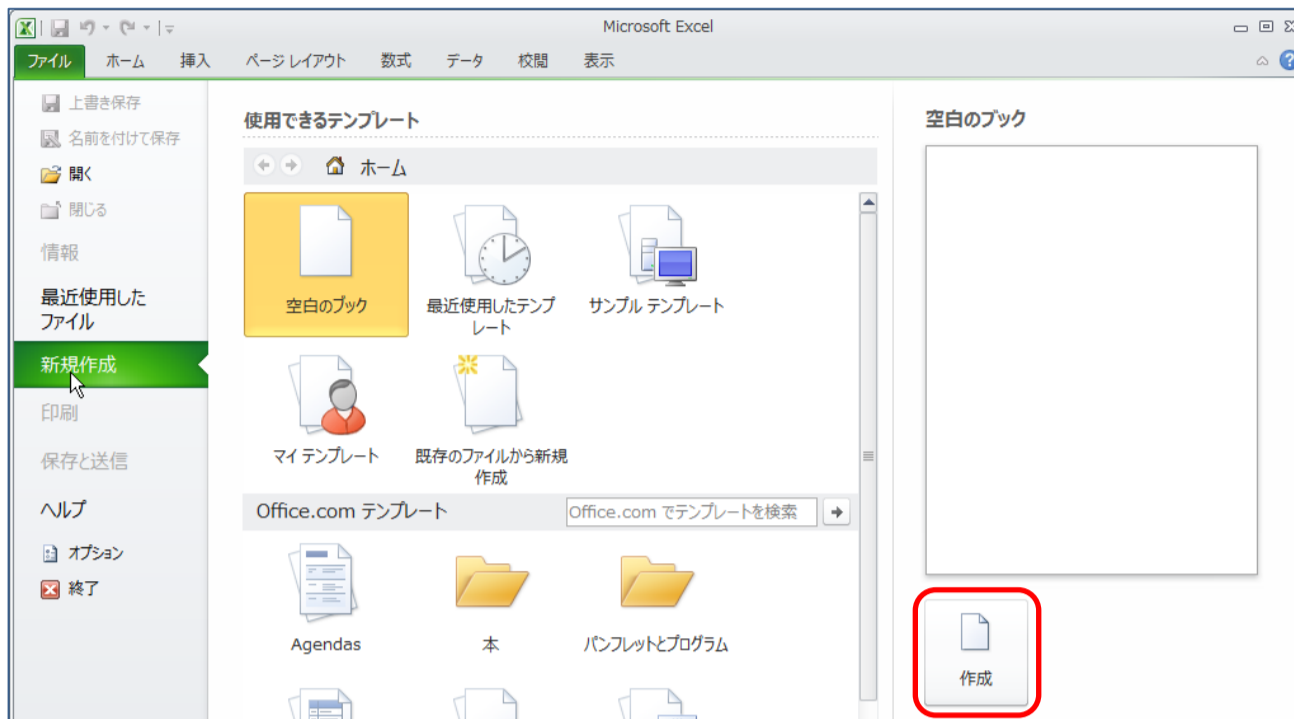 Microsoft Excel
ファイル ホーム 挿入 ページ レイアウト 数式 データ 校閲 表示
上書き保存
名前を付けて保存
開く
閉じる
情報
最近使用した
ファイル
新規作成
印刷
保存と送信
ヘルプ
オプション
終了
使用できるテンプレート
ホーム
空白のブック
最近使用したテンプ
レート
サンプル テンプレート
マイ テンプレート
既存のファイルから新規
作成
Office.com テンプレート
Office.com でテンプレートを検索
Agendas
本
パンフレットとプログラム
空白のブック
作成